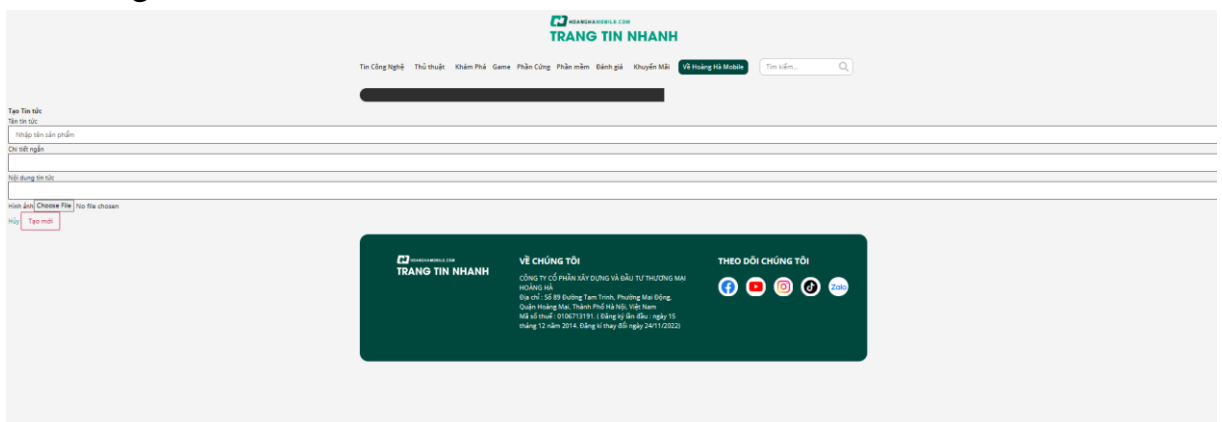 HOANGHAMOBILE.COM
TRANG TIN NHANH
Tin Công Nghệ Thủ thuật Khám Phá Game Phần Cứng Phần mềm Đánh giá Khuyến Mãi Về Hoàng Hà Mobile Tìm kiếm...
Tạo Tin tức
Tên tin tức
Nhập tên sản phẩm
Chi tiết ngắn
Nội dung tin tức
Hình ảnh Choose File No file chosen
Hủy Tạo mới
HOANGHAMOBILE.COM
TRANG TIN NHANH
VỀ CHÚNG TÔI
CÔNG TY CỔ PHẦN XÂY DỰNG VÀ ĐẦU TƯ THƯƠNG MẠI
HOÀNG HÀ
Địa chỉ : Số 89 Đường Tam Trinh, Phường Mai Động,
Quận Hoàng Mai, Thành Phố Hà Nội, Việt Nam
Mã số thuế : 0106713191. ( Đăng ký lần đầu : ngày 15
tháng 12 năm 2014. Đăng kí thay đổi ngày 24/11/2022)
THEO DÕI CHÚNG TÔI
Zalo